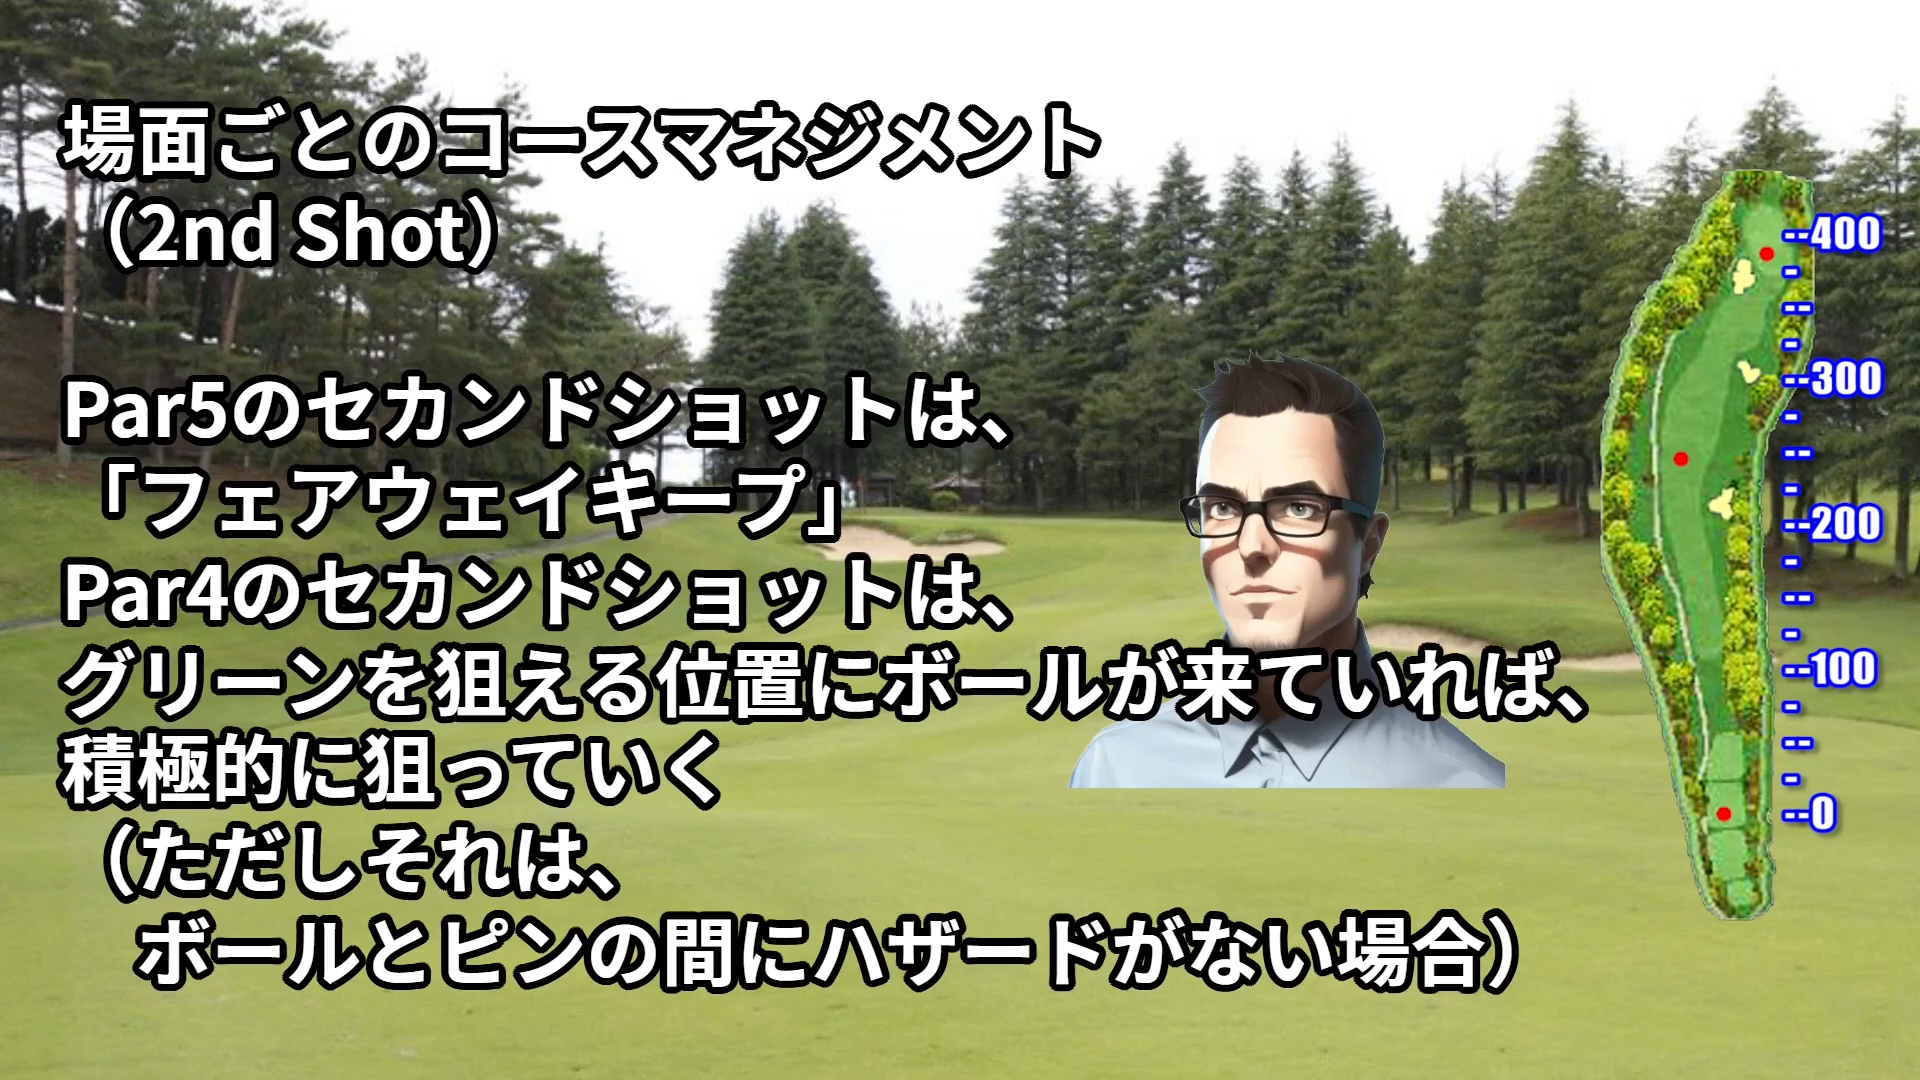 場面ごとのコースマネジメント
（2nd Shot）
Par5のセカンドショットは、
「フェアウェイキープ」
Par4のセカンドショットは、
グリーンを狙える位置にボールが来ていれば、
積極的に狙っていく
（ただしそれは、
ボールとピンの間にハザードがない場合）
--400
--300
--200
--100
--0